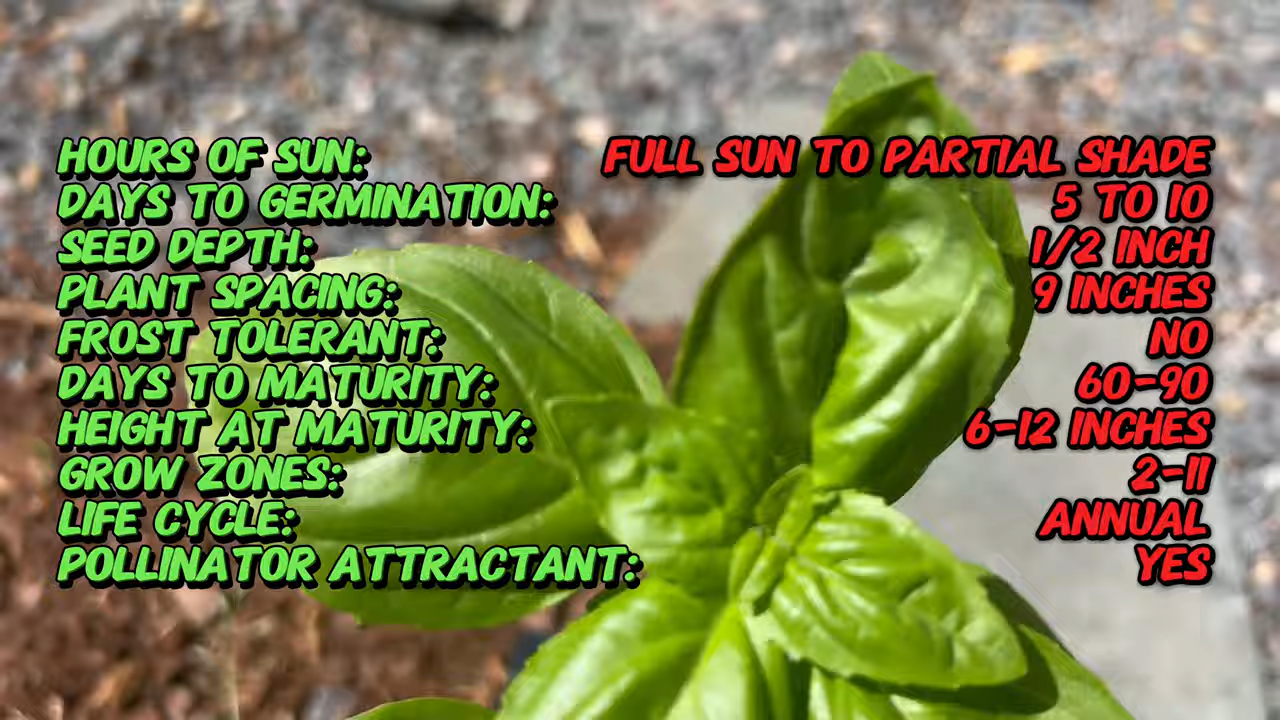 HOURS OF SUN: FULL SUN TO PARTIAL SHADE
DAYS TO GERMINATION: 5 TO 10
SEED DEPTH: 1/2 INCH
PLANT SPACING: 9 INCHES
FROST TOLERANT: NO
DAYS TO MATURITY: 60-90
HEIGHT AT MATURITY: 6-12 INCHES
GROW ZONES: 2-11
LIFE CYCLE: ANNUAL
POLLINATOR ATTRACTANT: YES